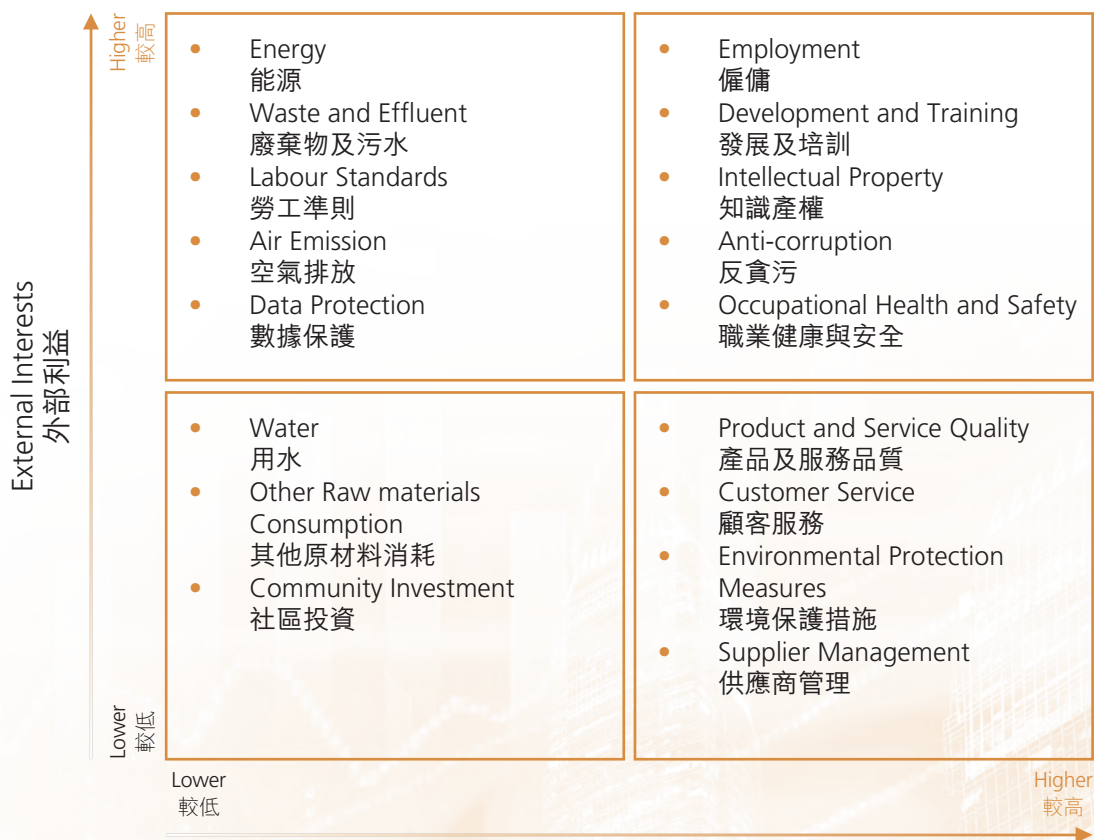 Higher
較高
External Interests
外部利益
Lower
較低
• Energy
能源
• Waste and Effluent
廢棄物及污水
• Labour Standards
勞工準則
• Air Emission
空氣排放
• Data Protection
數據保護
• Employment
僱傭
• Development and Training
發展及培訓
• Intellectual Property
知識產權
• Anti-corruption
反貪污
• Occupational Health and Safety
職業健康與安全
• Water
用水
• Other Raw materials
Consumption
其他原材料消耗
• Community Investment
社區投資
• Product and Service Quality
產品及服務品質
• Customer Service
顧客服務
• Environmental Protection
Measures
環境保護措施
• Supplier Management
供應商管理
Lower
較低
Higher
較高